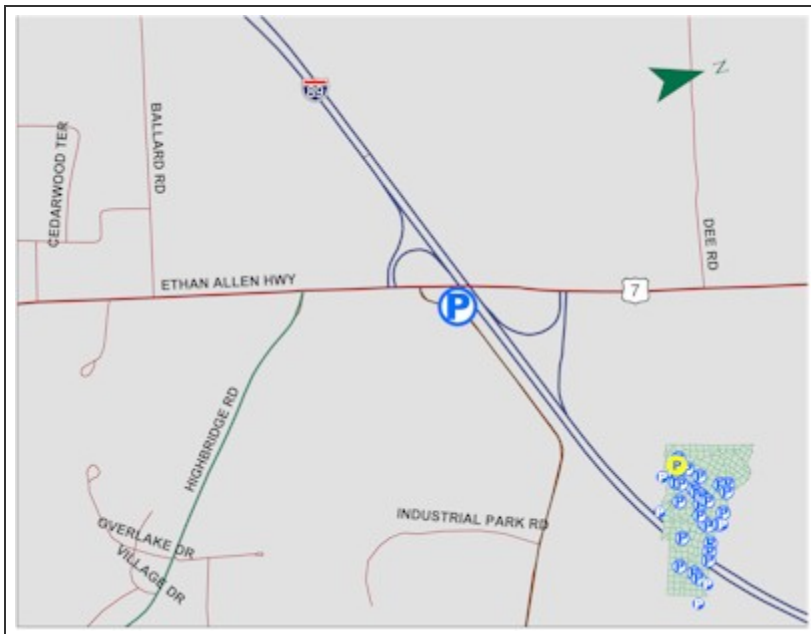 89
N
BALLARD RD
CEDARWOOD TER
DEE RD
ETHAN ALLEN HWY
7
P
HIGHBRIDGE RD
INDUSTRIAL PARK RD
OVERLAKE DR
VILLAGE DR
P